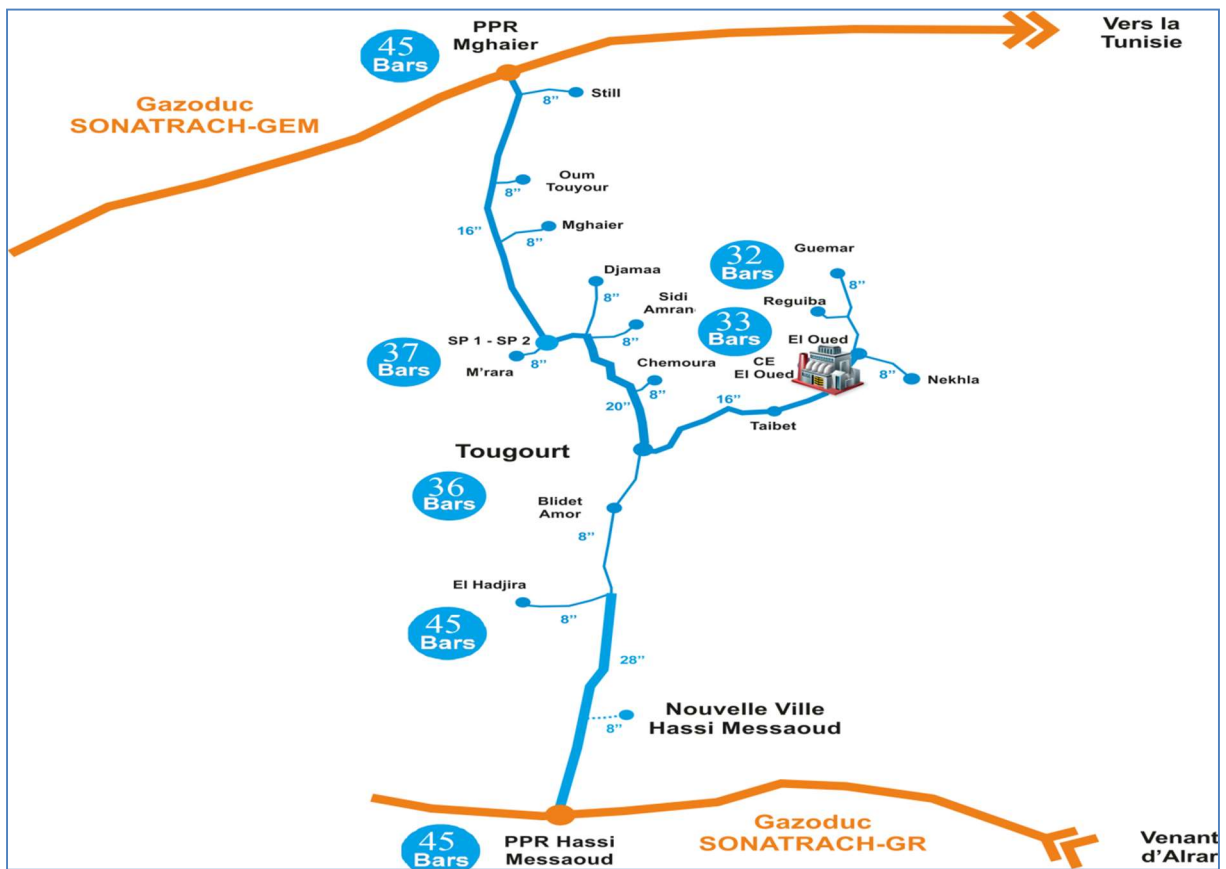 PPR
Mghaier
45
Bars
Vers la
Tunisie
Gazoduc
SONATRACH-GEM
8”
Still
Oum
Touyour
8”
16”
Mghaier
8”
Djamaa
8”
Sidi
Amran
8”
32
Bars
Guemar
8”
Reguiba
33
Bars
El Oued
CE
El Oued
8”
Nekhla
SP 1 - SP 2
37
Bars
8”
M’rara
Chemoura
8”
20”
16”
Taibet
Tougourt
36
Bars
Blidet
Amor
8”
El Hadjira
8”
45
Bars
28”
Nouvelle Ville
Hassi Messaoud
8”
Gazoduc
SONATRACH-GR
45
Bars
PPR Hassi
Messaoud
Venant
d’Alrar